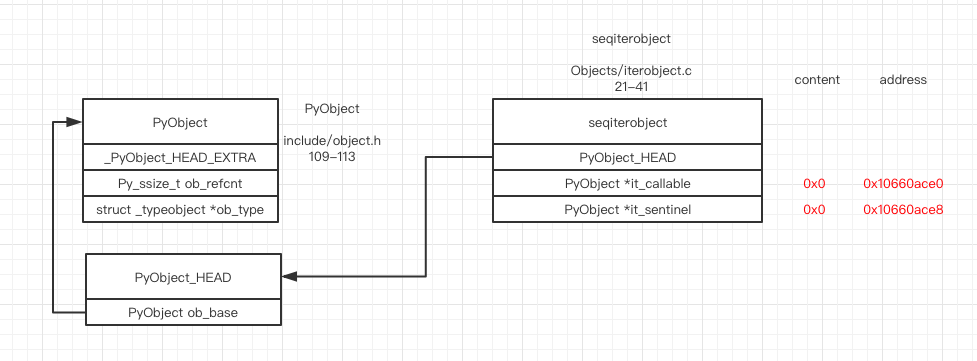 seqiterobject
Objects/iterobject.c
21-41
content address
PyObject
include/object.h
109-113
PyObject
_PyObject_HEAD_EXTRA
Py_ssize_t ob_refcnt
struct _typeobject *ob_type
seqiterobject
PyObject_HEAD
PyObject *it_callable 0x0 0x10660ace0
PyObject *it_sentinel 0x0 0x10660ace8
PyObject_HEAD
PyObject ob_base